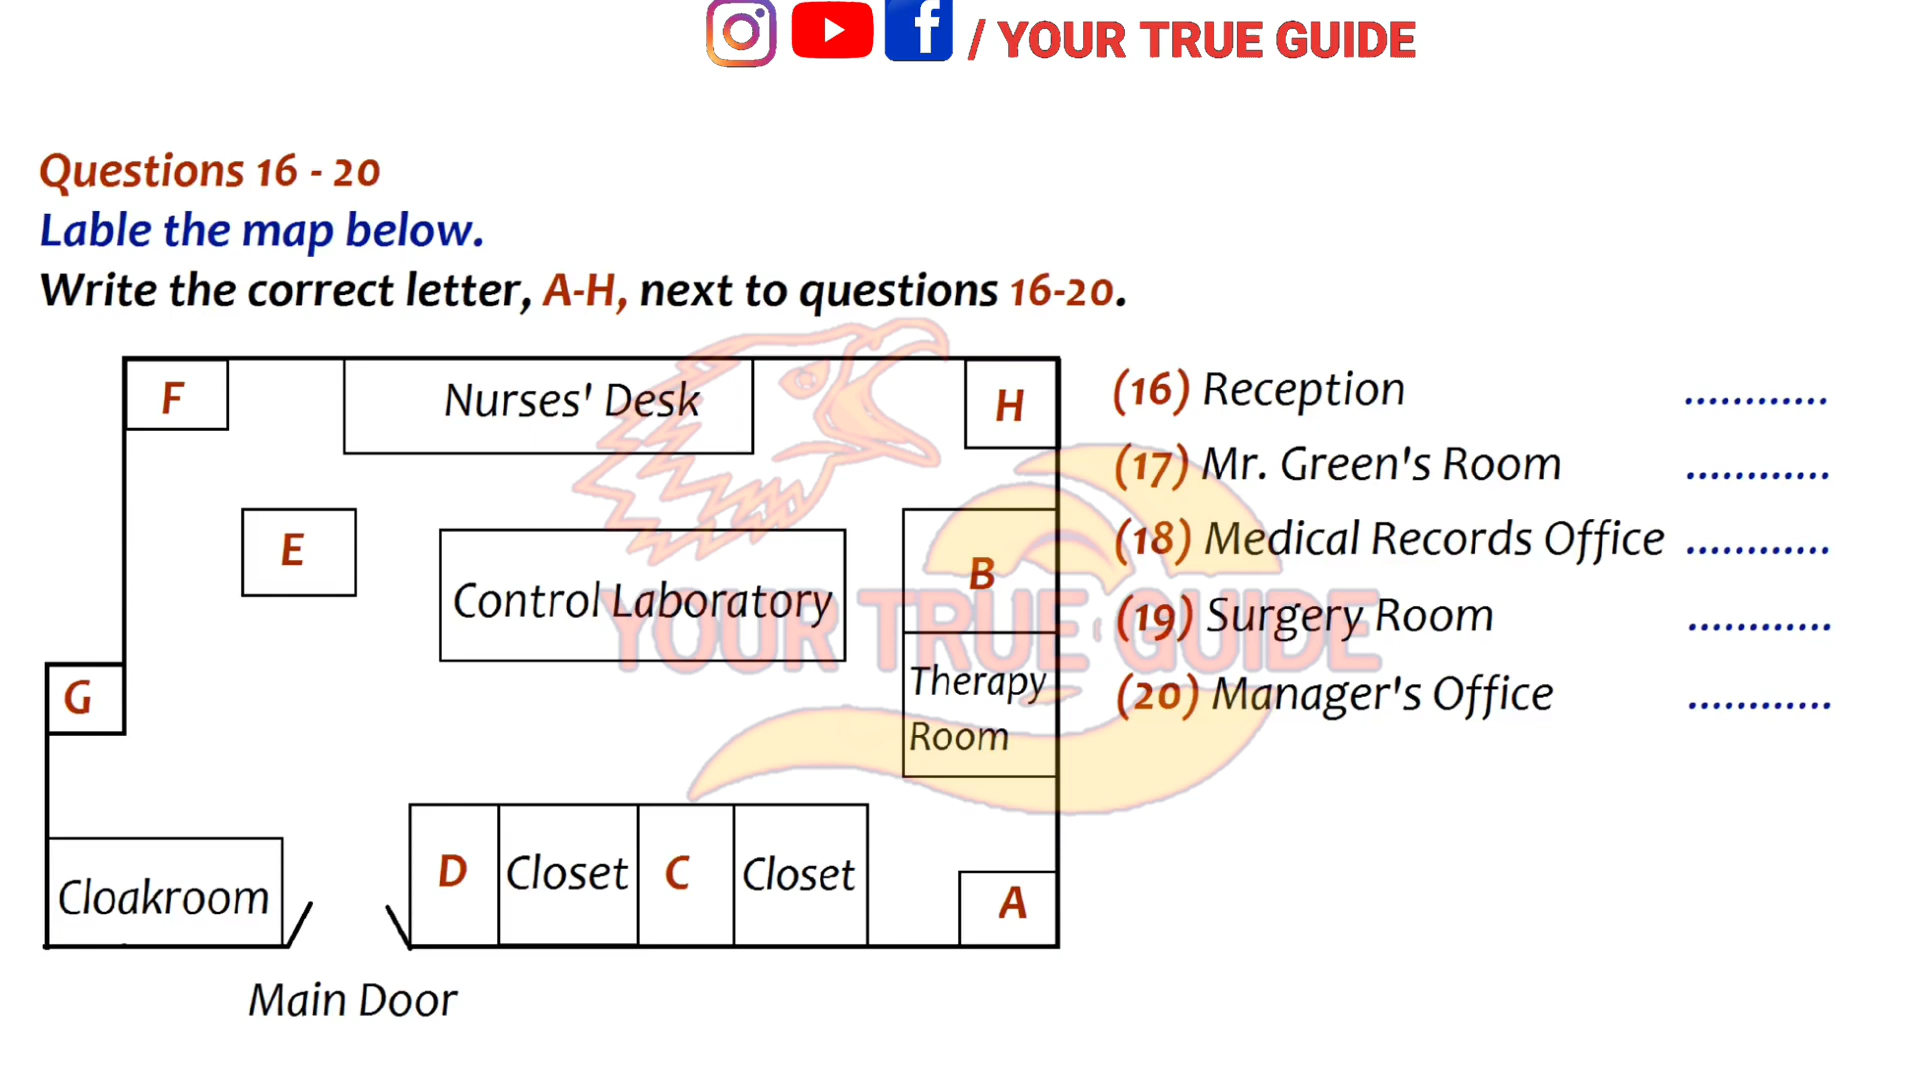 / YOUR TRUE GUIDE
Questions 16 - 20
Lable the map below.
Write the correct letter, A-H, next to questions 16-20.
F
Nurses' Desk
H
E
Control Laboratory
B
G
Therapy
Room
D
Closet
C
Closet
Cloakroom
A
Main Door
(16) Reception ............
(17) Mr. Green's Room ............
(18) Medical Records Office ............
(19) Surgery Room ............
(20) Manager's Office ............
YOUR TRUE GUIDE